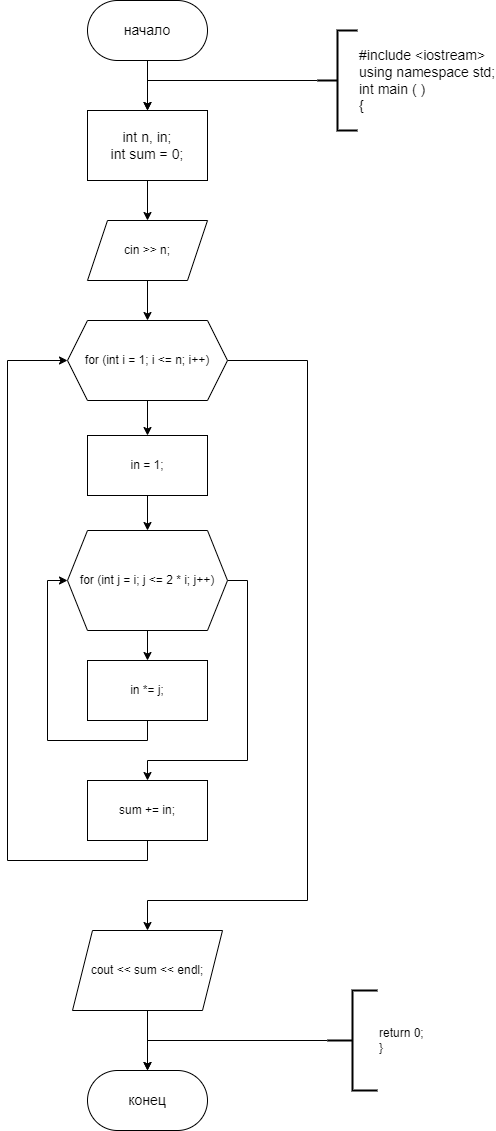 начало
#include <iostream>
using namespace std;
int main ( )
{
int n, in;
int sum = 0;
cin >> n;
for (int i = 1; i <= n; i++)
in = 1;
for (int j = i; j <= 2 * i; j++)
in *= j;
sum += in;
cout << sum << endl;
return 0;
}
конец